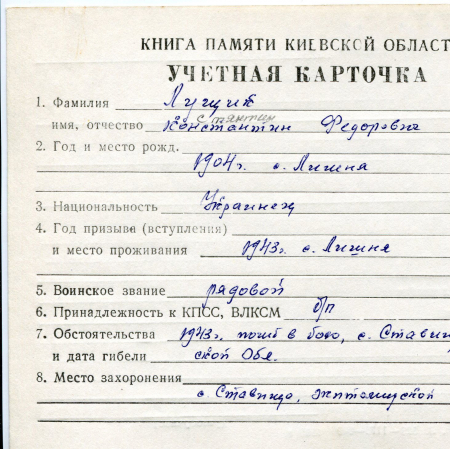 КНИГА ПАМЯТИ КИЕВСКОЙ ОБЛАСТ
УЧЕТНАЯ КАРТОЧКА
1. Фамилия
имя, отчество Константин Федорович
2. Год и место рожд.
1904г. с. Лишня
3. Национальность Украинец
4. Год призыва (вступления)
и место проживания 1943г. с. Лишня
5. Воинское звание рядовой
6. Принадлежность к КПСС, ВЛКСМ б/п
7. Обстоятельства 1943г. погиб в бою, с. Стави
и дата гибели ской Обл.
8. Место захоронения
с. Ставище, Житомирской